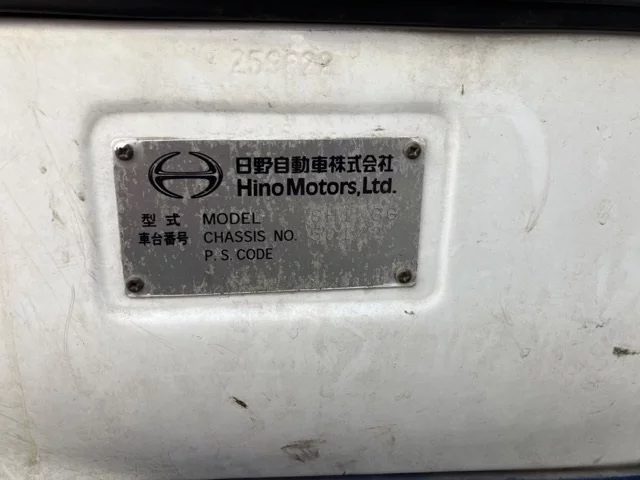 日野自動車株式会社
Hino Motors, Ltd.
型式 MODEL
車台番号 CHASSIS NO.
P. S. CODE